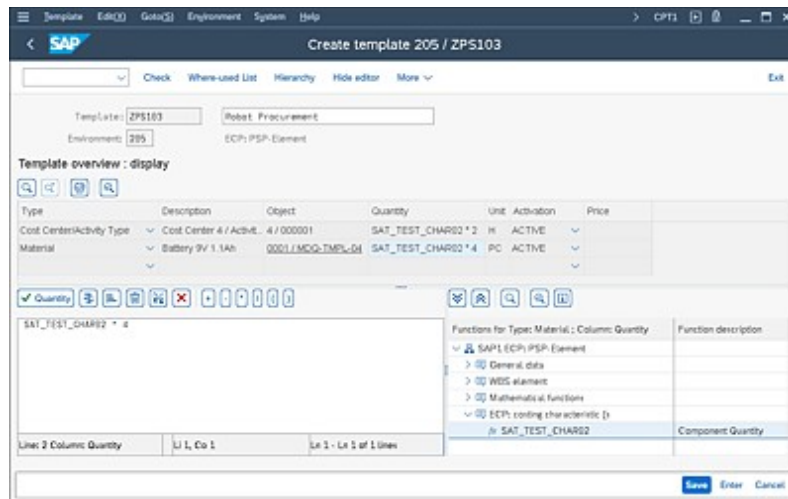 Template Edit(X) Goto(S) Environment System Help CPT1
SAP Create template 205 / ZPS103
Check Where-used List Hierarchy Hide editor More Exit
Template: ZPS103 Robot Procurement
Environment: 205 ECP: PSP-Element
Template overview : display
Type Description Object Quantity Unit Activation Price
Cost Center/Activity Type Cost Center 4 / Activit.. 4 / 000001 SAT_TEST_CHAR02 * 2 H ACTIVE
Material Battery 9V 1.1Ah 0001 / MDQ-TMPL-04 SAT_TEST_CHAR02 * 4 PC ACTIVE
Quantity + - * / ( )
SAT_TEST_CHAR02 * 4
Functions for Type: Material ; Column: Quantity Function description
SAP1 ECP: PSP-Element
General data
WBS element
Mathematical functions
ECP: costing characteristic [s
fx SAT_TEST_CHAR02 Component Quantity
Line: 2 Column: Quantity Li 1, Co 1 Ln 1 - Ln 1 of 1 lines
Save Enter Cancel